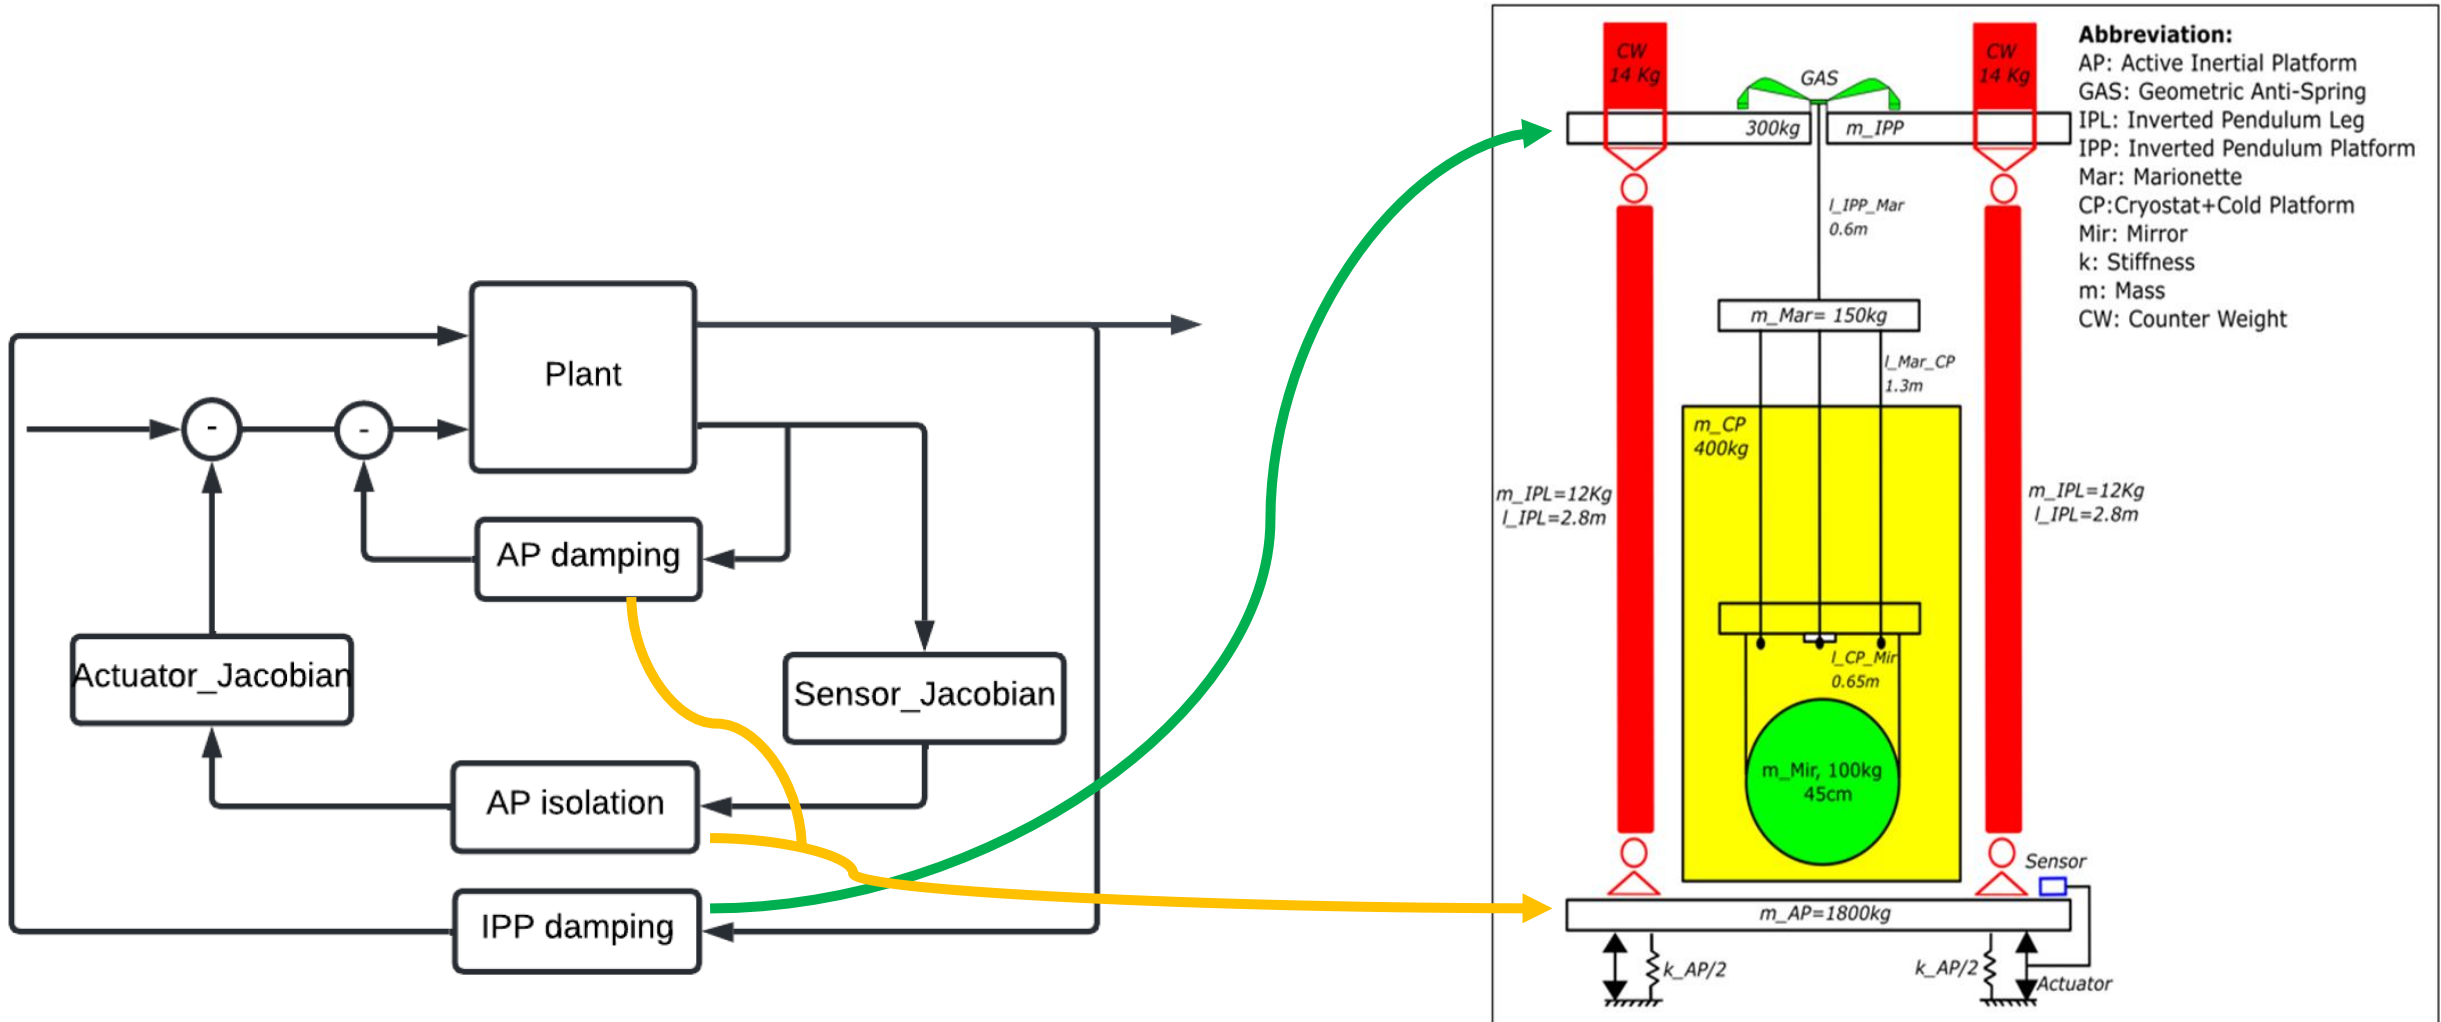 Plant
-
-
AP damping
Actuator_Jacobian
Sensor_Jacobian
AP isolation
IPP damping
CW
14 Kg
GAS
CW
14 Kg
300kg
m_IPP
l_IPP_Mar
0.6m
m_Mar= 150kg
l_Mar_CP
1.3m
m_CP
400kg
m_IPL=12Kg
l_IPL=2.8m
m_IPL=12Kg
l_IPL=2.8m
l_CP_Mir
0.65m
m_Mir, 100kg
45cm
Sensor
m_AP=1800kg
k_AP/2
k_AP/2
Actuator
Abbreviation:
AP: Active Inertial Platform
GAS: Geometric Anti-Spring
IPL: Inverted Pendulum Leg
IPP: Inverted Pendulum Platform
Mar: Marionette
CP:Cryostat+Cold Platform
Mir: Mirror
k: Stiffness
m: Mass
CW: Counter Weight